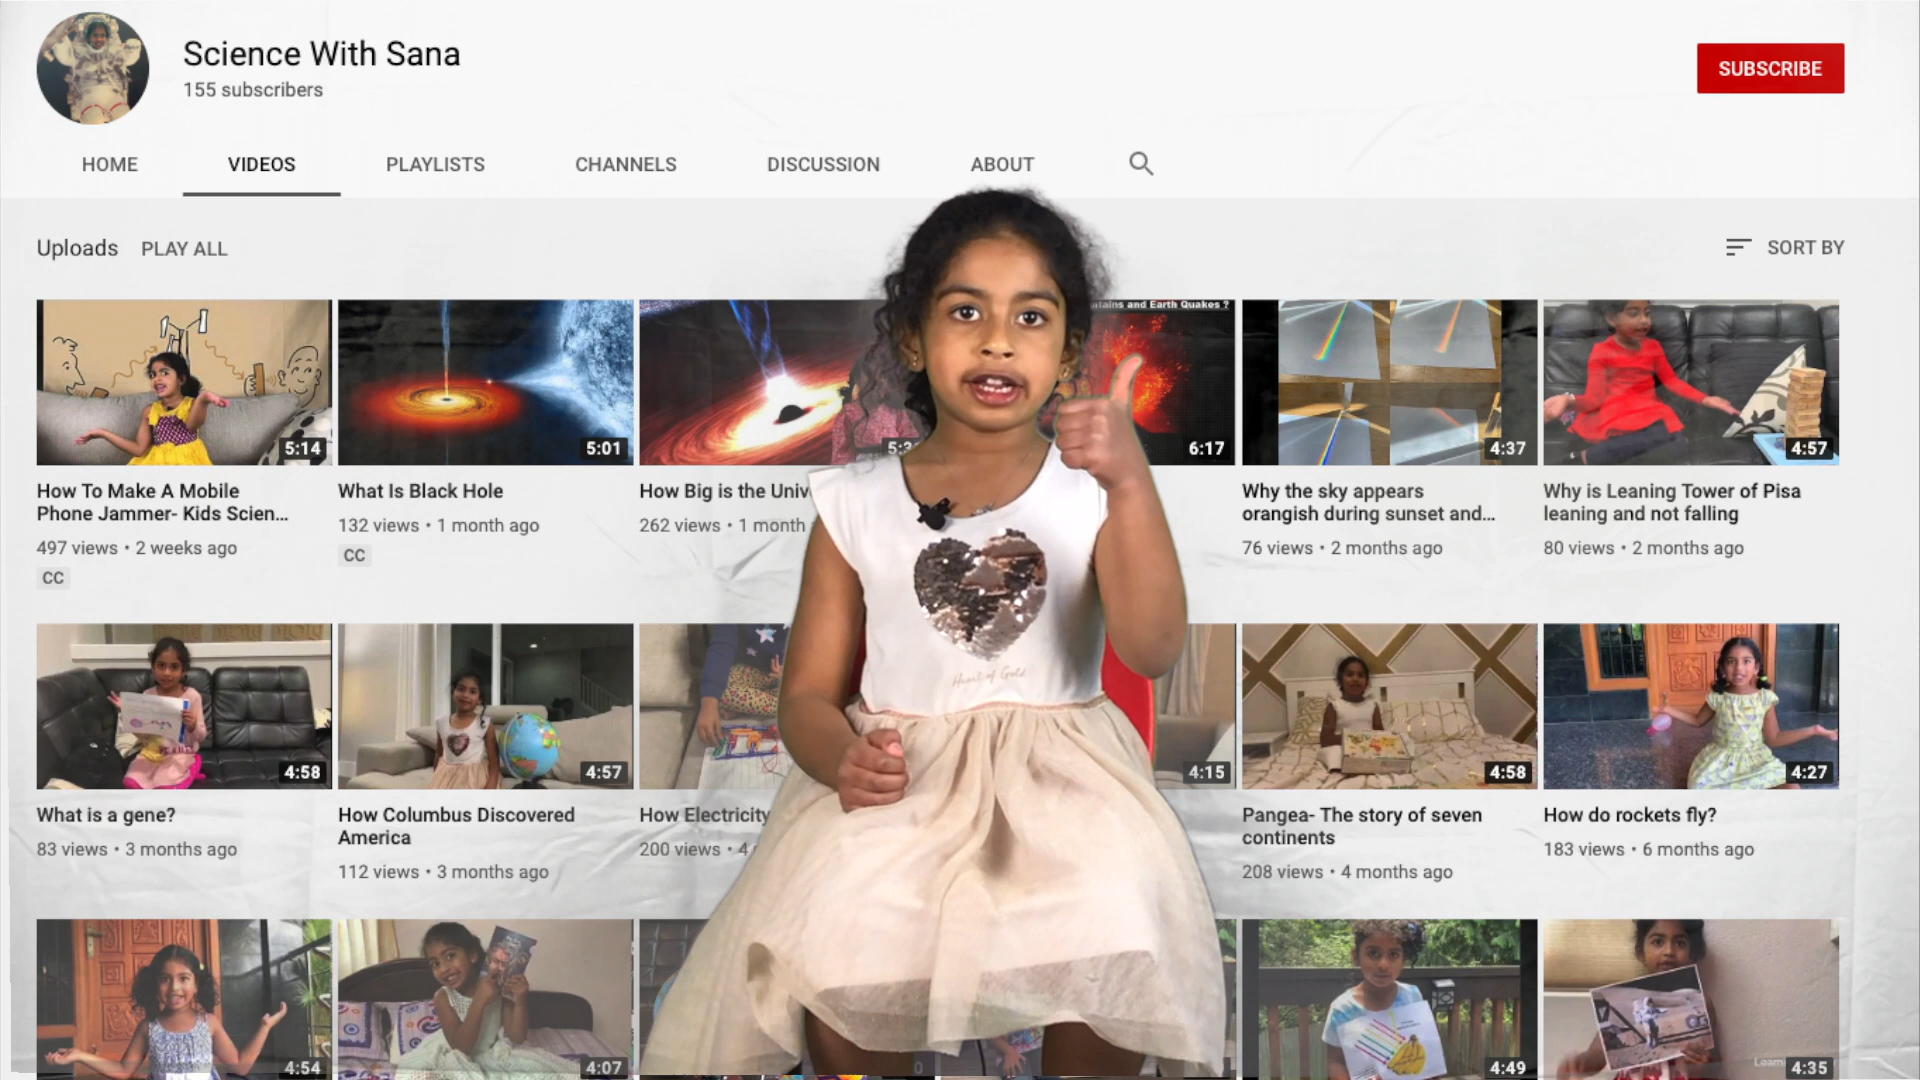 Science With Sana
155 subscribers
SUBSCRIBE
HOME
VIDEOS
PLAYLISTS
CHANNELS
DISCUSSION
ABOUT
Uploads
PLAY ALL
SORT BY
and Earth Quakes ?
5:14
5:01
6:17
4:37
4:57
How To Make A Mobile
Phone Jammer- Kids Scien...
497 views • 2 weeks ago
CC
What Is Black Hole
132 views • 1 month ago
CC
How Big is the
262 views • 1 month
Why the sky appears
orangish during sunset and...
76 views • 2 months ago
Why is Leaning Tower of Pisa
leaning and not falling
80 views • 2 months ago
Heart of Gold
4:58
4:57
4:15
4:58
4:27
What is a gene?
83 views • 3 months ago
How Columbus Discovered
America
112 views • 3 months ago
How Electricity
200 views • 4
Pangea- The story of seven
continents
208 views • 4 months ago
How do rockets fly?
183 views • 6 months ago
4:54
4:07
4:49
4:35